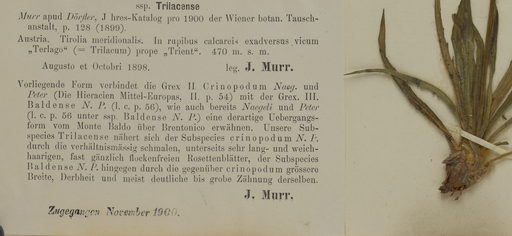 ssp. Trilacense
Murr apud Dörfler, J hres-Katalog pro 1900 der Wiener botan. Tausch-
anstalt, p. 128 (1899).
Austria. Tirolia meridionalis. In rupibus calcareis exadversus vicum
„Terlago“ (= Trilacum) prope „Trient“. 470 m. s. m.
Augusto et Octobri 1898. leg. J. Murr.
Vorliegende Form verbindet die Grex II Crinopodum Naeg. und
Peter (Die Hieracien Mittel-Europas, II. p. 54) mit der Grex. III.
Baldense N. P. (l. c. p. 56), wie auch bereits Naegeli und Peter
(l. c. p. 56 unter ssp. Baldense N. P.) eine derartige Uebergangs-
form vom Monte Baldo über Brentonico erwähnen. Unsere Sub-
species Trilacense nähert sich der Subspecies crinopodum N. P.
durch die verhältnismässig schmalen, unterseits sehr lang- und weich-
haarigen, fast gänzlich flockenfreien Rosettenblätter, der Subspecies
Baldense N. P. hingegen durch die gegenüber crinopodum grössere
Breite, Derbheit und meist deutliche bis grobe Zähnung derselben.
J. Murr.
Zugegangen November 1900.